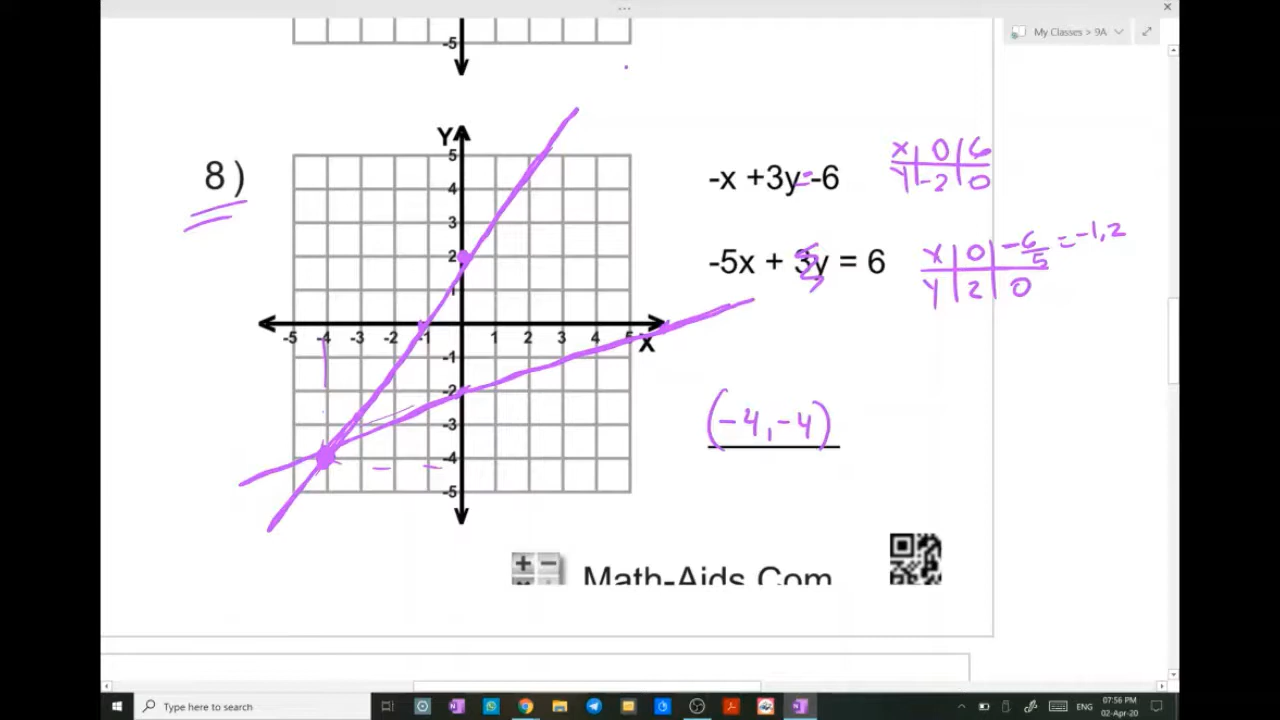 My Classes > 9A
-5
Y
5
4
3
2
1
-5 -4 -3 -2 -1 1 2 3 4 5 X
-1
-2
-3
-4
-5
8)
-x +3y=-6
x | 0 | 6
y | -2 | 0
-5x + 3y = 6
x | 0 | -6/5 = -1,2
y | 2 | 0
(-4,-4)
Math-Aids.Com
Type here to search
ENG
07:56 PM
02-Apr-20